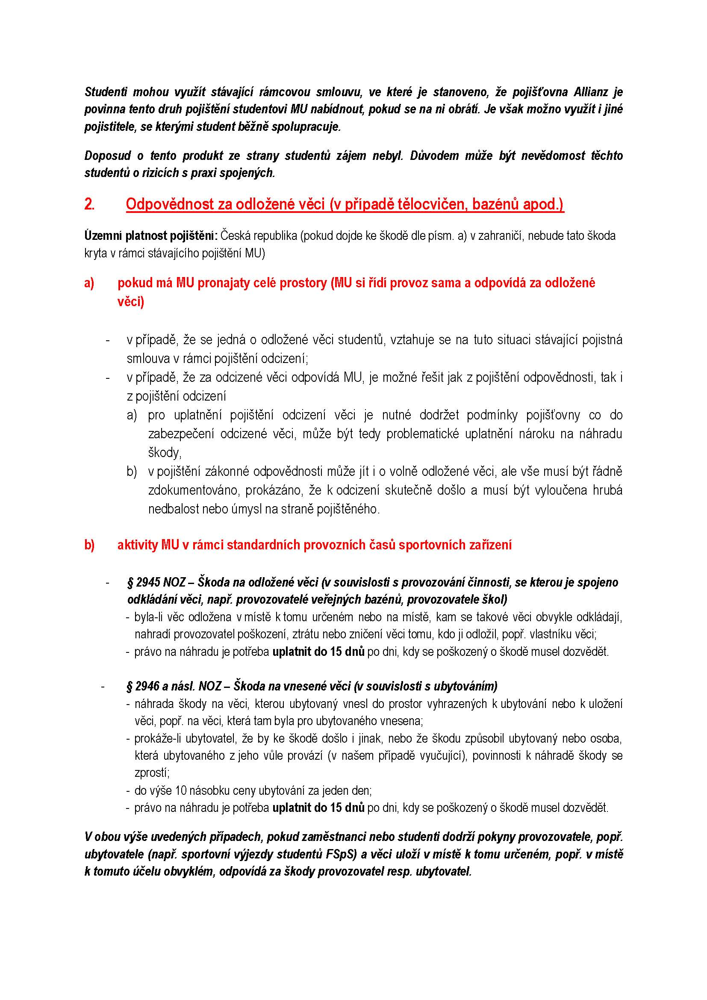 Studenti mohou využít stávající rámcovou smlouvu, ve které je stanoveno, že pojišťovna Allianz je
povinna tento druh pojištění studentovi MU nabídnout, pokud se na ni obrátí. Je však možno využít i jiné
pojistitele, se kterými student běžně spolupracuje.
Doposud o tento produkt ze strany studentů zájem nebyl. Důvodem může být nevědomost těchto
studentů o rizicích s praxi spojených.
2. Odpovědnost za odložené věci (v případě tělocvičen, bazénů apod.)
Územní platnost pojištění: Česká republika (pokud dojde ke škodě dle písm. a) v zahraničí, nebude tato škoda
kryta v rámci stávajícího pojištění MU)
a) pokud má MU pronajaty celé prostory (MU si řídí provoz sama a odpovídá za odložené
věci)
- v případě, že se jedná o odložené věci studentů, vztahuje se na tuto situaci stávající pojistná
smlouva v rámci pojištění odcizení;
- v případě, že za odcizené věci odpovídá MU, je možné řešit jak z pojištění odpovědnosti, tak i
z pojištění odcizení
a) pro uplatnění pojištění odcizení věci je nutné dodržet podmínky pojišťovny co do
zabezpečení odcizené věci, může být tedy problematické uplatnění nároku na náhradu
škody,
b) v pojištění zákonné odpovědnosti může jít i o volně odložené věci, ale vše musí být řádně
zdokumentováno, prokázáno, že k odcizení skutečně došlo a musí být vyloučena hrubá
nedbalost nebo úmysl na straně pojištěného.
b) aktivity MU v rámci standardních provozních časů sportovních zařízení
- § 2945 NOZ – Škoda na odložené věci (v souvislosti s provozování činnosti, se kterou je spojeno
odkládání věci, např. provozovatelé veřejných bazénů, provozovatele škol)
- byla-li věc odložena v místě k tomu určeném nebo na místě, kam se takové věci obvykle odkládají,
nahradí provozovatel poškození, ztrátu nebo zničení věci tomu, kdo ji odložil, popř. vlastníku věci;
- právo na náhradu je potřeba uplatnit do 15 dnů po dni, kdy se poškozený o škodě musel dozvědět.
- § 2946 a násl. NOZ – Škoda na vnesené věci (v souvislosti s ubytováním)
- náhrada škody na věci, kterou ubytovaný vnesl do prostor vyhrazených k ubytování nebo k uložení
věci, popř. na věci, která tam byla pro ubytovaného vnesena;
- prokáže-li ubytovatel, že by ke škodě došlo i jinak, nebo že škodu způsobil ubytovaný nebo osoba,
která ubytovaného z jeho vůle provází (v našem případě vyučující), povinnosti k náhradě škody se
zprostí;
- do výše 10 násobku ceny ubytování za jeden den;
- právo na náhradu je potřeba uplatnit do 15 dnů po dni, kdy se poškozený o škodě musel dozvědět.
V obou výše uvedených případech, pokud zaměstnanci nebo studenti dodrží pokyny provozovatele, popř.
ubytovatele (např. sportovní výjezdy studentů FSpS) a věci uloží v místě k tomu určeném, popř. v místě
k tomuto účelu obvyklém, odpovídá za škody provozovatel resp. ubytovatel.